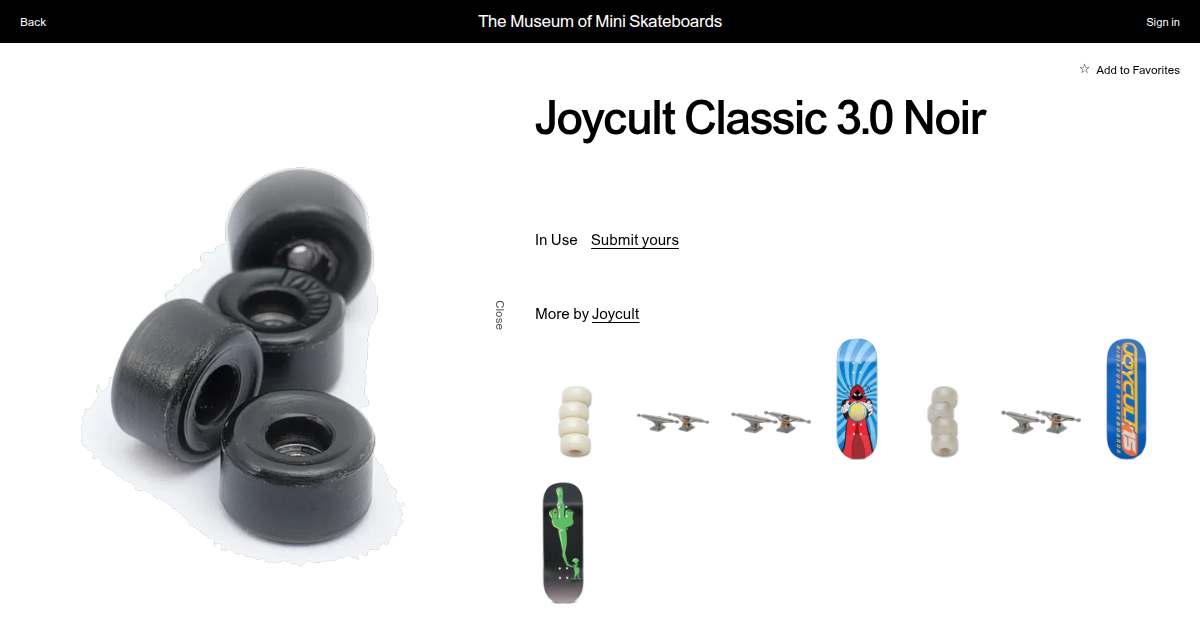 Back
The Museum of Mini Skateboards
Sign in
☆ Add to Favorites
Joycult Classic 3.0 Noir
In Use Submit yours
Close
More by Joycult
JOYCULT15